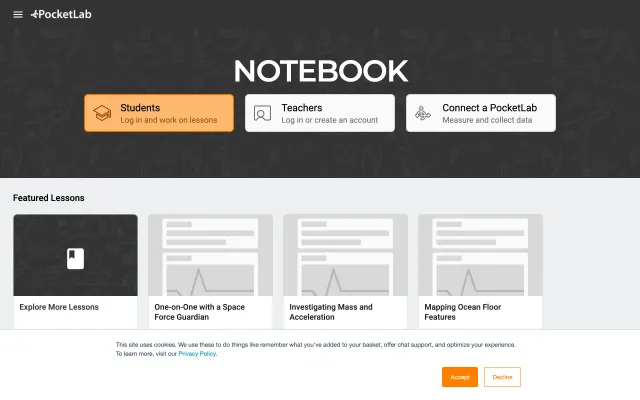 PocketLab
NOTEBOOK
Students
Log in and work on lessons
Teachers
Log in or create an account
Connect a PocketLab
Measure and collect data
Featured Lessons
Explore More Lessons
One-on-One with a Space
Force Guardian
Investigating Mass and
Acceleration
Mapping Ocean Floor
Features
This site uses cookies. We use these to do things like remember what you've added to your basket, offer chat support, and optimize your experience.
To learn more, visit our Privacy Policy.
Accept
Decline